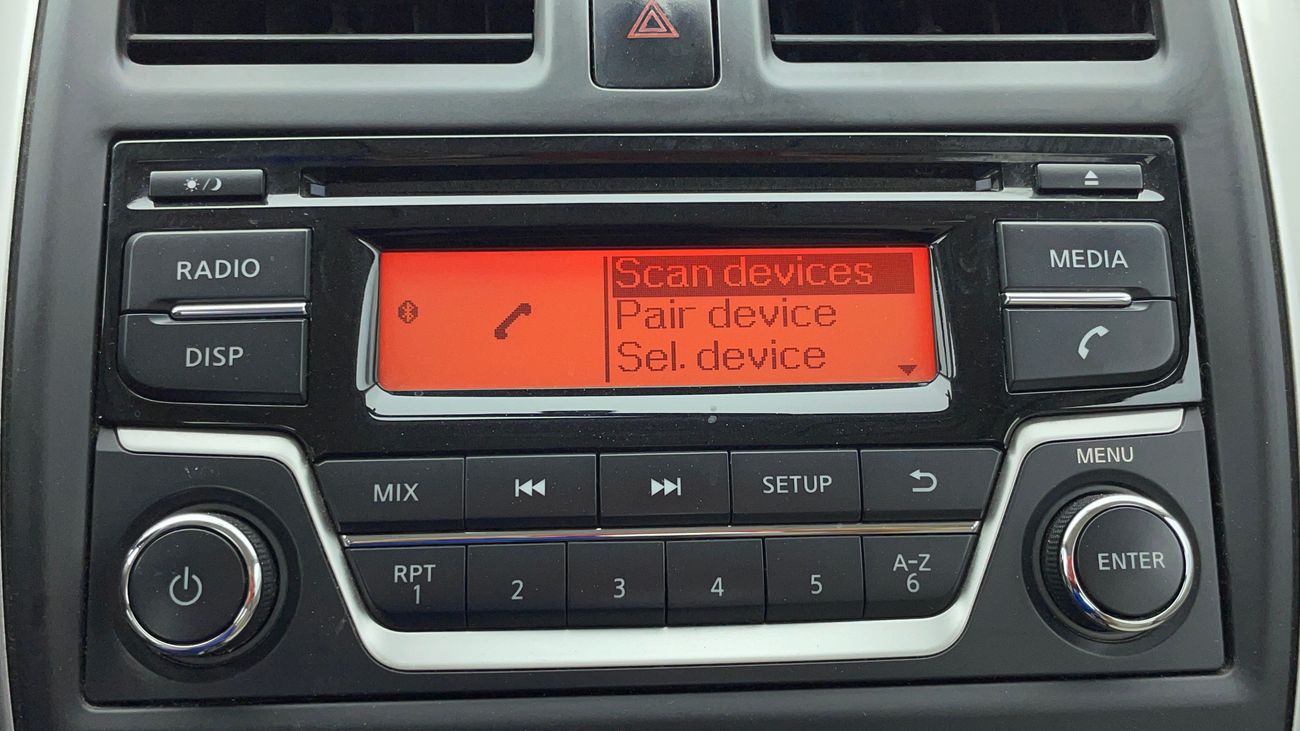 Scan devices
RADIO
MEDIA
Pair device
DISP
Sel. device
MENU
MIX
SETUP
ENTER
RPT
1
2
3
4
5
A-Z
6